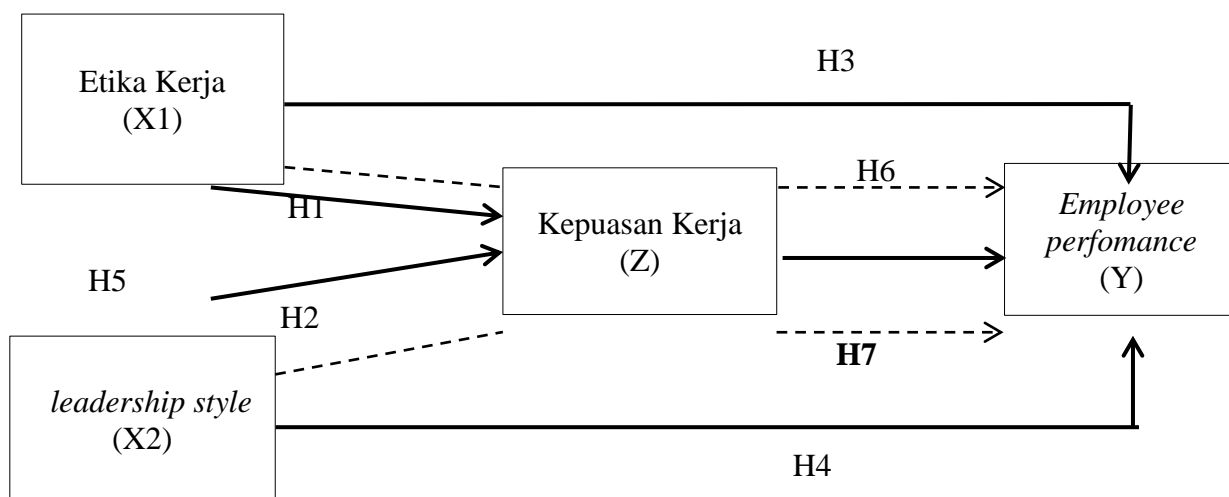 H3
Etika Kerja
(X1)
H6
H1
Kepuasan Kerja
(Z)
Employee
perfomance
(Y)
H5
H2
H7
leadership style
(X2)
H4